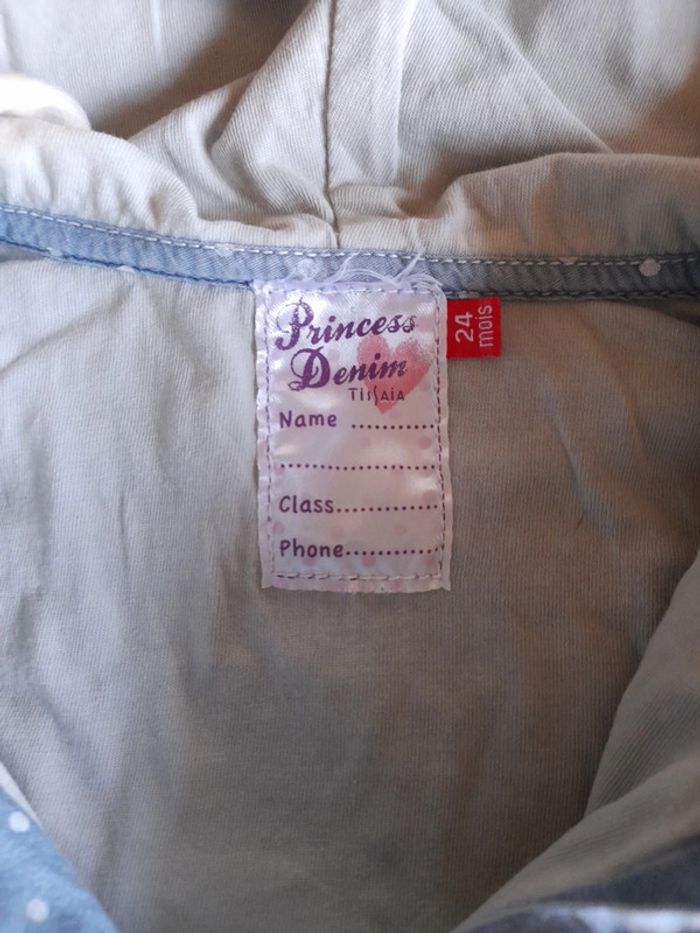 Princess
Denim
TISSAIA
Name ............
......................
Class..............
Phone.............
24
mois